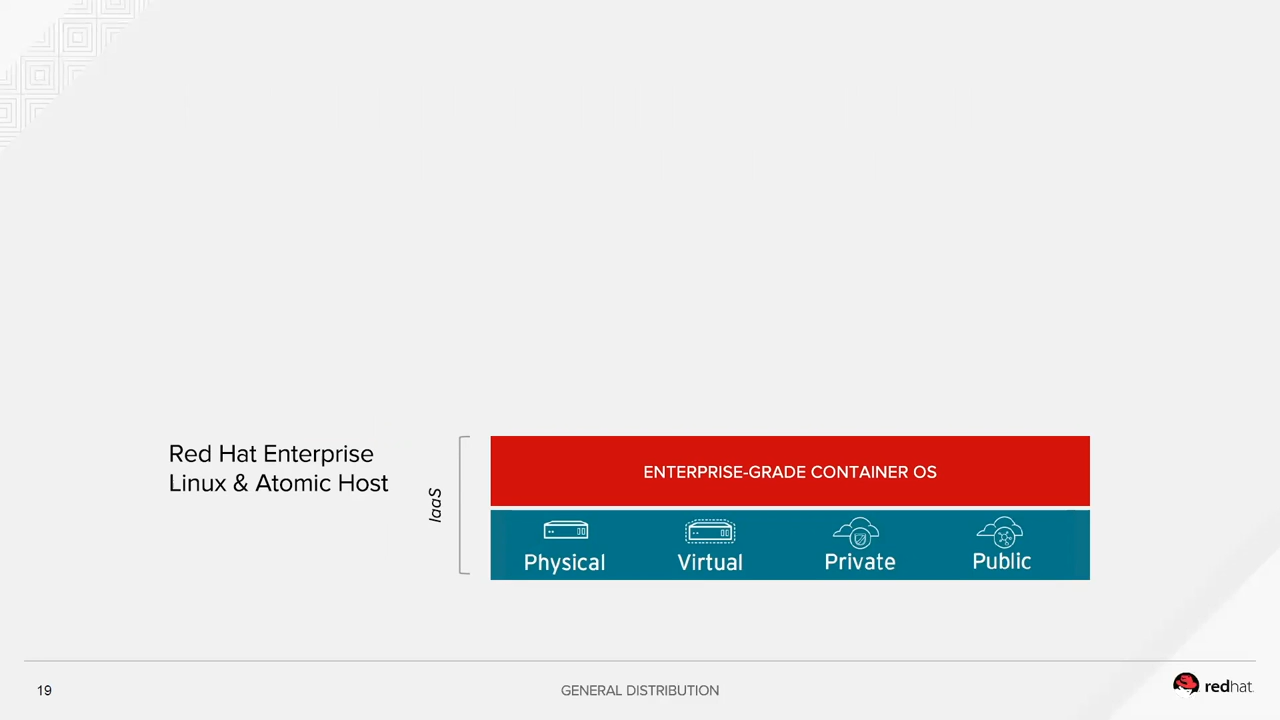 Red Hat Enterprise
Linux & Atomic Host
IaaS
ENTERPRISE-GRADE CONTAINER OS
Physical
Virtual
Private
Public
19
GENERAL DISTRIBUTION
redhat.